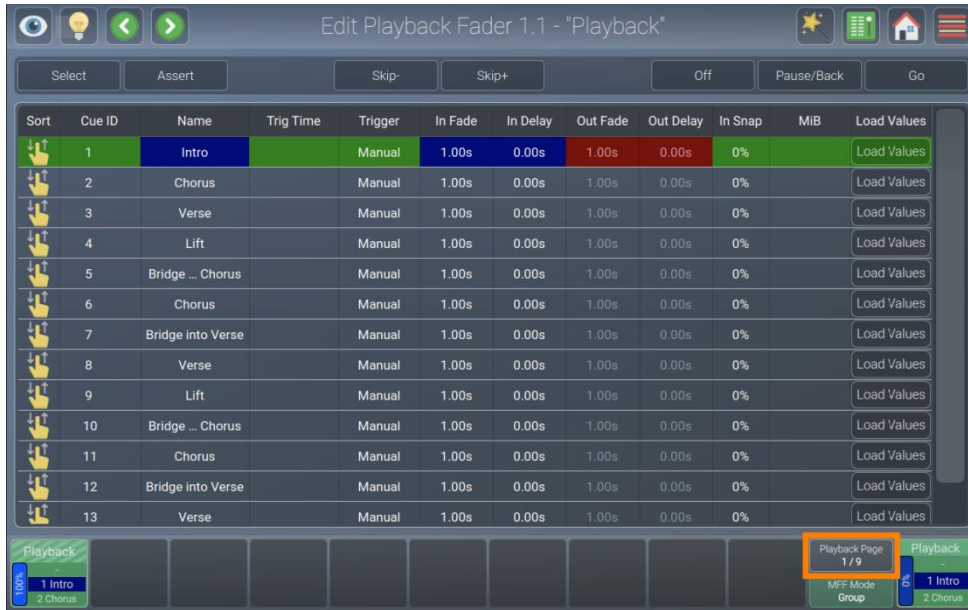 Edit Playback Fader 1.1 - "Playback"
Select Assert Skip- Skip+ Off Pause/Back Go
Sort Cue ID Name Trig Time Trigger In Fade In Delay Out Fade Out Delay In Snap MiB Load Values
1 Intro Manual 1.00s 0.00s 1.00s 0.00s 0% Load Values
2 Chorus Manual 1.00s 0.00s 1.00s 0.00s 0% Load Values
3 Verse Manual 1.00s 0.00s 1.00s 0.00s 0% Load Values
4 Lift Manual 1.00s 0.00s 1.00s 0.00s 0% Load Values
5 Bridge ... Chorus Manual 1.00s 0.00s 1.00s 0.00s 0% Load Values
6 Chorus Manual 1.00s 0.00s 1.00s 0.00s 0% Load Values
7 Bridge into Verse Manual 1.00s 0.00s 1.00s 0.00s 0% Load Values
8 Verse Manual 1.00s 0.00s 1.00s 0.00s 0% Load Values
9 Lift Manual 1.00s 0.00s 1.00s 0.00s 0% Load Values
10 Bridge ... Chorus Manual 1.00s 0.00s 1.00s 0.00s 0% Load Values
11 Chorus Manual 1.00s 0.00s 1.00s 0.00s 0% Load Values
12 Bridge into Verse Manual 1.00s 0.00s 1.00s 0.00s 0% Load Values
13 Verse Manual 1.00s 0.00s 1.00s 0.00s 0% Load Values
Playback
-
100%
1 Intro
2 Chorus
Playback Page
1 / 9
MFF Mode
Group
Playback
-
0%
1 Intro
2 Chorus